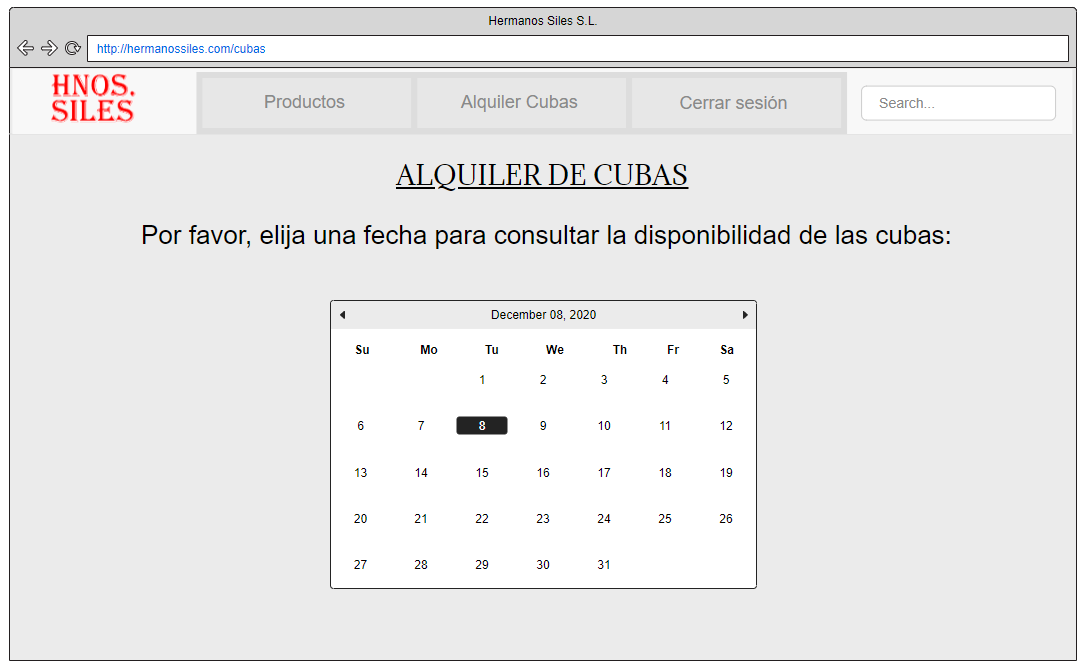 Hermanos Siles S.L.
http://hermanossiles.com/cubas
HNOS.
SILES
Productos
Alquiler Cubas
Cerrar sesión
Search...
ALQUILER DE CUBAS
Por favor, elija una fecha para consultar la disponibilidad de las cubas:
December 08, 2020
Su Mo Tu We Th Fr Sa
1 2 3 4 5
6 7 8 9 10 11 12
13 14 15 16 17 18 19
20 21 22 23 24 25 26
27 28 29 30 31